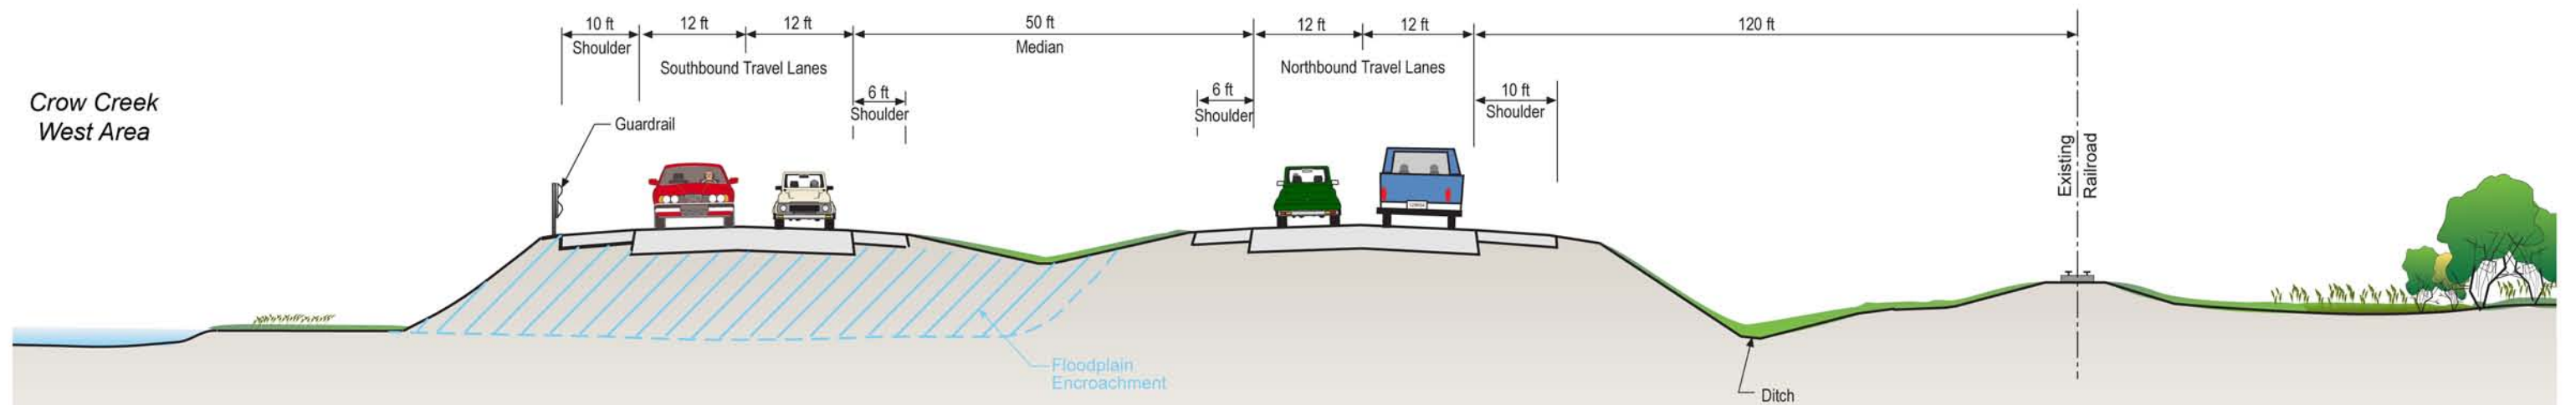 10 ft
12 ft
12 ft
50 ft
12 ft
12 ft
120 ft
Shoulder
Median
Southbound Travel Lanes
Northbound Travel Lanes
6 ft
Shoulder
6 ft
Shoulder
10 ft
Shoulder
Crow Creek
West Area
Guardrail
Existing
Railroad
Floodplain
Encroachment
Ditch